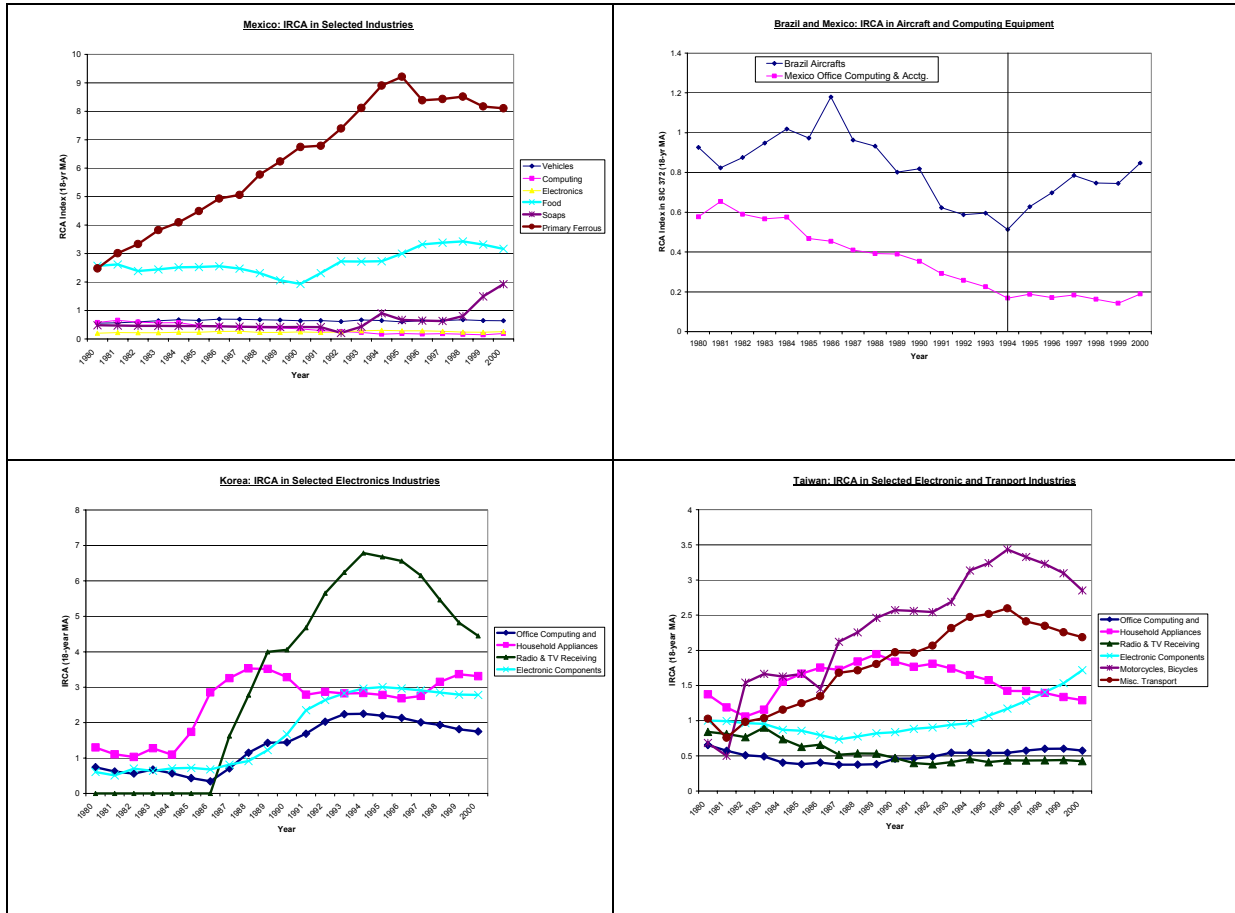 Mexico: IRCA in Selected Industries
10
9
8
7
6
5
4
3
2
1
0
RCA Index (18-yr MA)
1980 1981 1982 1983 1984 1985 1986 1987 1988 1989 1990 1991 1992 1993 1994 1995 1996 1997 1998 1999 2000
Year
Vehicles
Computing
Electronics
Food
Soaps
Primary Ferrous
Brazil and Mexico: IRCA in Aircraft and Computing Equipment
1.4
1.2
1
0.8
0.6
0.4
0.2
0
RCA Index in SIC 372 (18-yr MA)
Brazil Aircrafts
Mexico Office Computing & Acctg.
1980 1981 1982 1983 1984 1985 1986 1987 1988 1989 1990 1991 1992 1993 1994 1995 1996 1997 1998 1999 2000
Year
Korea: IRCA in Selected Electronics Industries
8
7
6
5
4
3
2
1
0
IRCA (18-year MA)
1980 1981 1982 1983 1984 1985 1986 1987 1988 1989 1990 1991 1992 1993 1994 1995 1996 1997 1998 1999 2000
Year
Office Computing and
Household Appliances
Radio & TV Receiving
Electronic Components
Taiwan: IRCA in Selected Electronic and Tranport Industries
4
3.5
3
2.5
2
1.5
1
0.5
0
IRCA (18-year MA)
1980 1981 1982 1983 1984 1985 1986 1987 1988 1989 1990 1991 1992 1993 1994 1995 1996 1997 1998 1999 2000
Year
Office Computing and
Household Appliances
Radio & TV Receiving
Electronic Components
Motorcycles, Bicycles
Misc. Transport